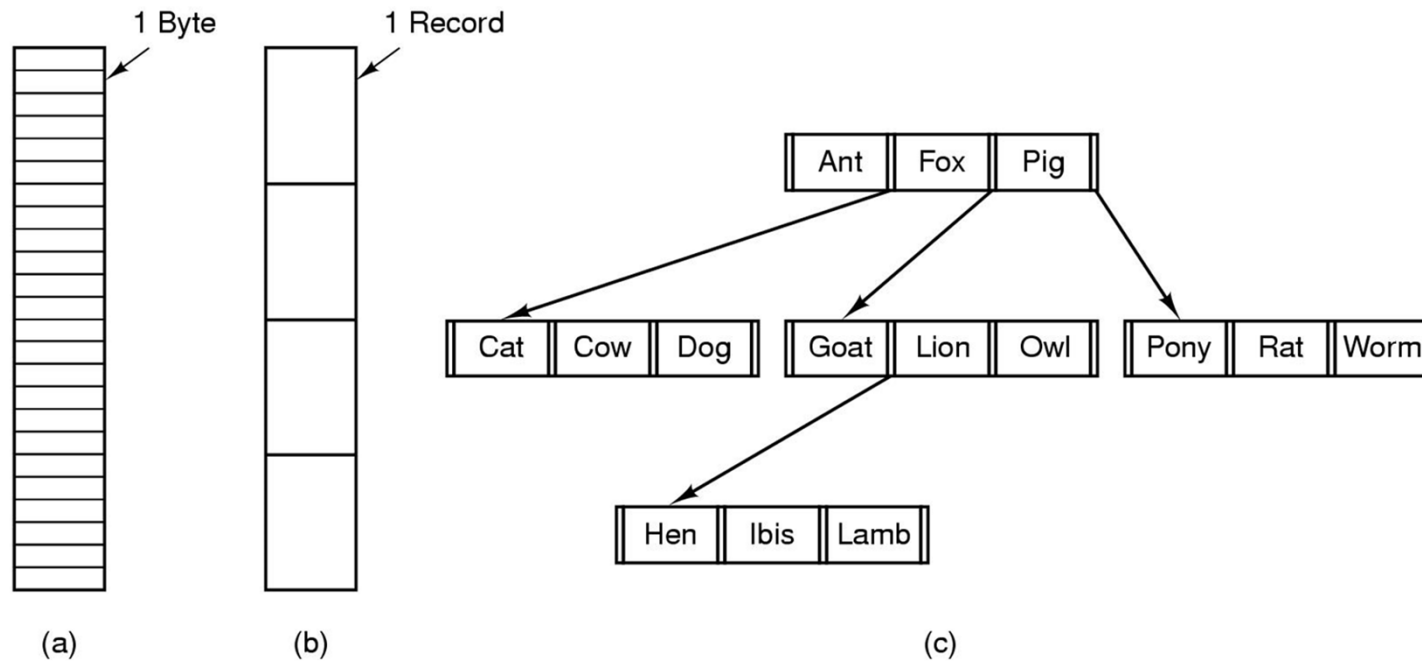 1 Byte
1 Record
Ant Fox Pig
Cat Cow Dog
Goat Lion Owl
Pony Rat Worm
Hen Ibis Lamb
(a)
(b)
(c)